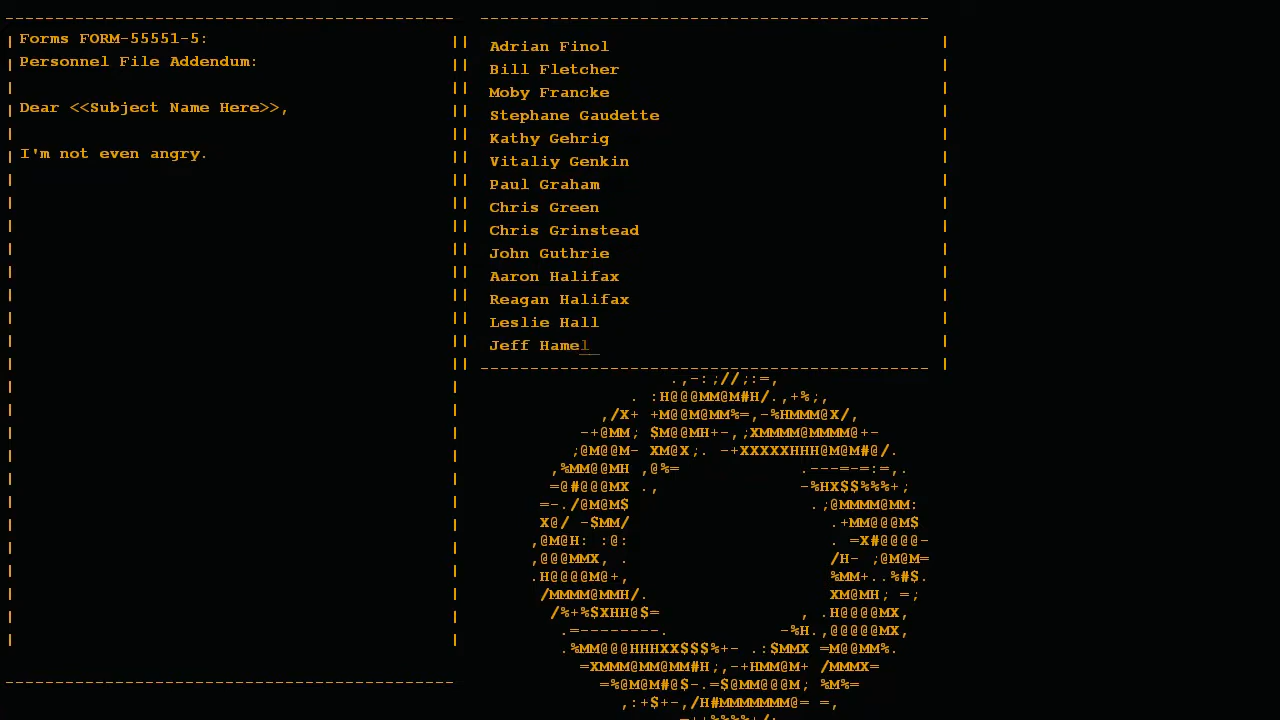 Forms FORM-55551-5:
Personnel File Addendum:
Dear <<Subject Name Here>>,
I'm not even angry.
Adrian Finol
Bill Fletcher
Moby Francke
Stephane Gaudette
Kathy Gehrig
Vitaliy Genkin
Paul Graham
Chris Green
Chris Grinstead
John Guthrie
Aaron Halifax
Reagan Halifax
Leslie Hall
Jeff Hamel